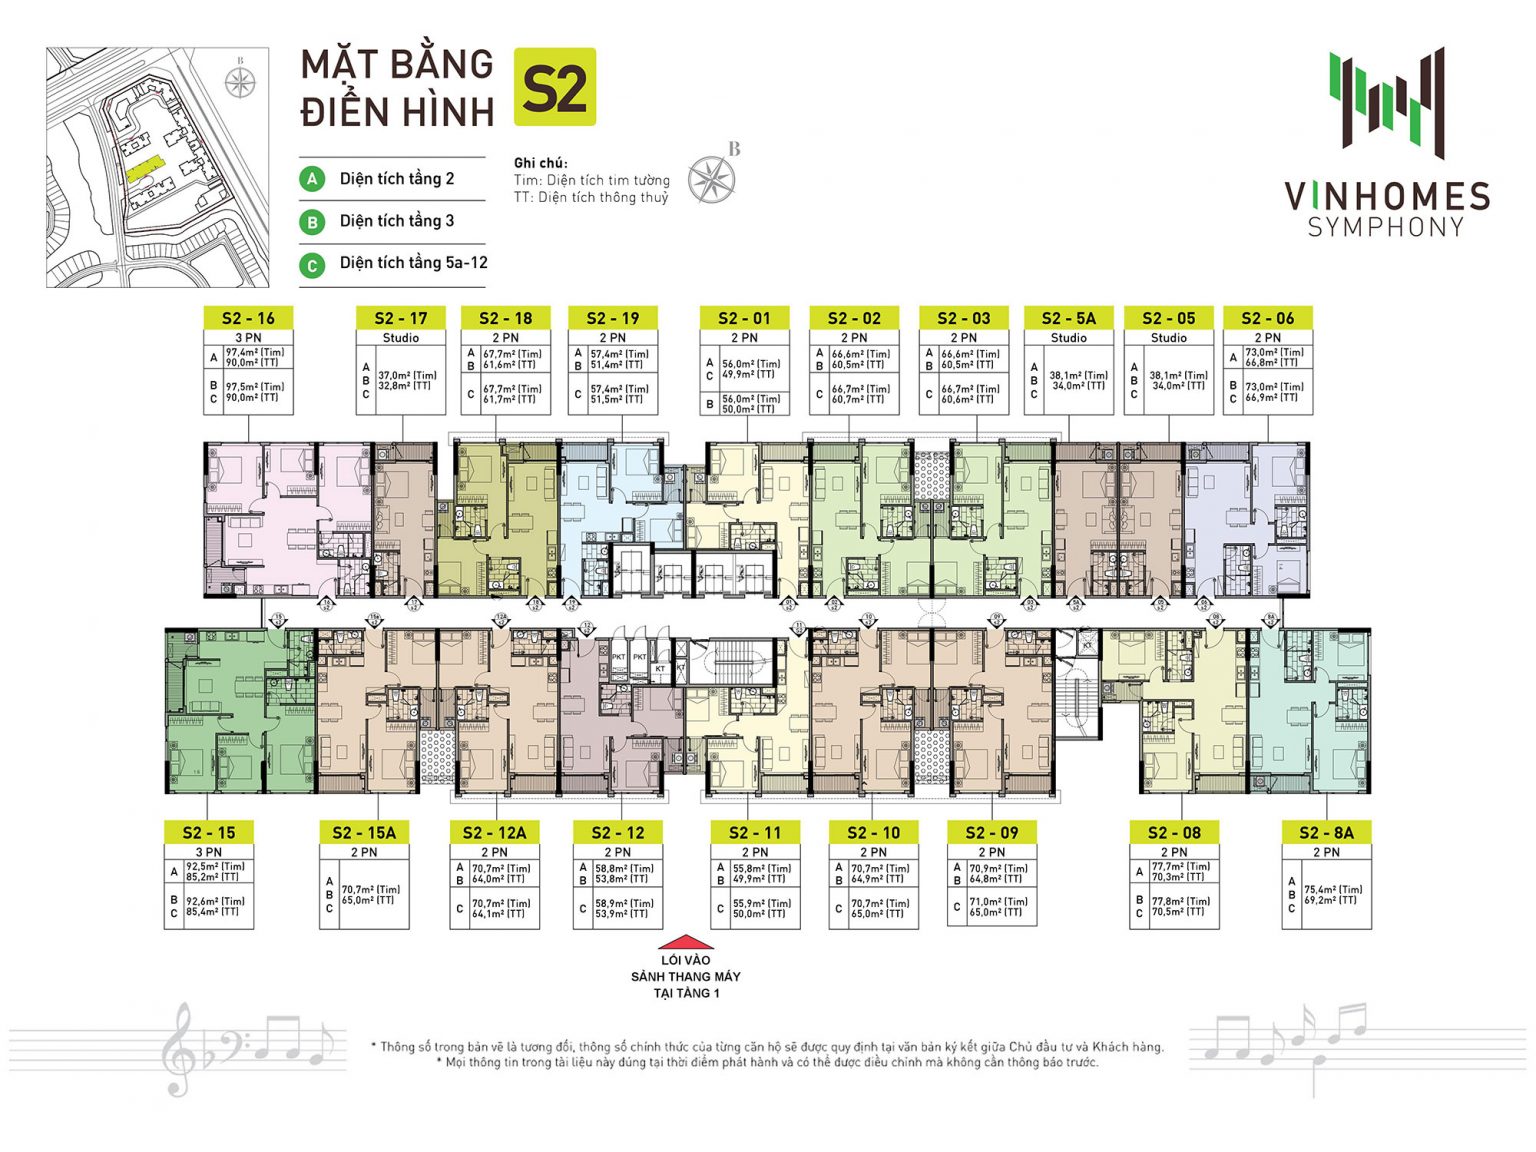 B
MẶT BẰNG
ĐIỂN HÌNH
S2
A Diện tích tầng 2
B Diện tích tầng 3
C Diện tích tầng 5a-12
Ghi chú:
Tim: Diện tích tim tường
TT: Diện tích thông thuỷ
B
VINHOMES
SYMPHONY
S2 - 16
3 PN
A 97,4m² (Tim)
90,0m² (TT)
B 97,5m² (Tim)
C 90,0m² (TT)
S2 - 17
Studio
A
B 37,0m² (Tim)
C 32,8m² (TT)
S2 - 18
2 PN
A 67,7m² (Tim)
B 61,6m² (TT)
C 67,7m² (Tim)
61,7m² (TT)
S2 - 19
2 PN
A 57,4m² (Tim)
B 51,4m² (TT)
C 57,4m² (Tim)
51,5m² (TT)
S2 - 01
2 PN
A 56,0m² (Tim)
C 49,9m² (TT)
B 56,0m² (Tim)
50,0m² (TT)
S2 - 02
2 PN
A 66,6m² (Tim)
B 60,5m² (TT)
C 66,7m² (Tim)
60,7m² (TT)
S2 - 03
2 PN
A 66,6m² (Tim)
B 60,5m² (TT)
C 66,7m² (Tim)
60,6m² (TT)
S2 - 5A
Studio
A
B 38,1m² (Tim)
C 34,0m² (TT)
S2 - 05
Studio
A
B 38,1m² (Tim)
C 34,0m² (TT)
S2 - 06
2 PN
A 73,0m² (Tim)
66,8m² (TT)
B 73,0m² (Tim)
C 66,9m² (TT)
PKT
PKT
KT
KT
KT
S2 - 15
3 PN
A 92,5m² (Tim)
85,2m² (TT)
B 92,6m² (Tim)
C 85,4m² (TT)
S2 - 15A
2 PN
A
B 70,7m² (Tim)
C 65,0m² (TT)
S2 - 12A
2 PN
A 70,7m² (Tim)
B 64,0m² (TT)
C 70,7m² (Tim)
64,1m² (TT)
S2 - 12
2 PN
A 58,8m² (Tim)
B 53,8m² (TT)
C 58,9m² (Tim)
53,9m² (TT)
S2 - 11
2 PN
A 55,8m² (Tim)
B 49,9m² (TT)
C 55,9m² (Tim)
50,0m² (TT)
S2 - 10
2 PN
A 70,7m² (Tim)
B 64,9m² (TT)
C 70,7m² (Tim)
65,0m² (TT)
S2 - 09
2 PN
A 70,9m² (Tim)
B 64,8m² (TT)
C 71,0m² (Tim)
65,0m² (TT)
S2 - 08
2 PN
A 77,7m² (Tim)
70,3m² (TT)
B 77,8m² (Tim)
C 70,5m² (TT)
S2 - 8A
2 PN
A
B 75,4m² (Tim)
C 69,2m² (TT)
LỐI VÀO
SẢNH THANG MÁY
TẠI TẦNG 1
* Thông số trong bản vẽ là tương đối, thông số chính thức của từng căn hộ sẽ được quy định tại văn bản ký kết giữa Chủ đầu tư và Khách hàng.
* Mọi thông tin trong tài liệu này đúng tại thời điểm phát hành và có thể được điều chỉnh mà không cần thông báo trước.